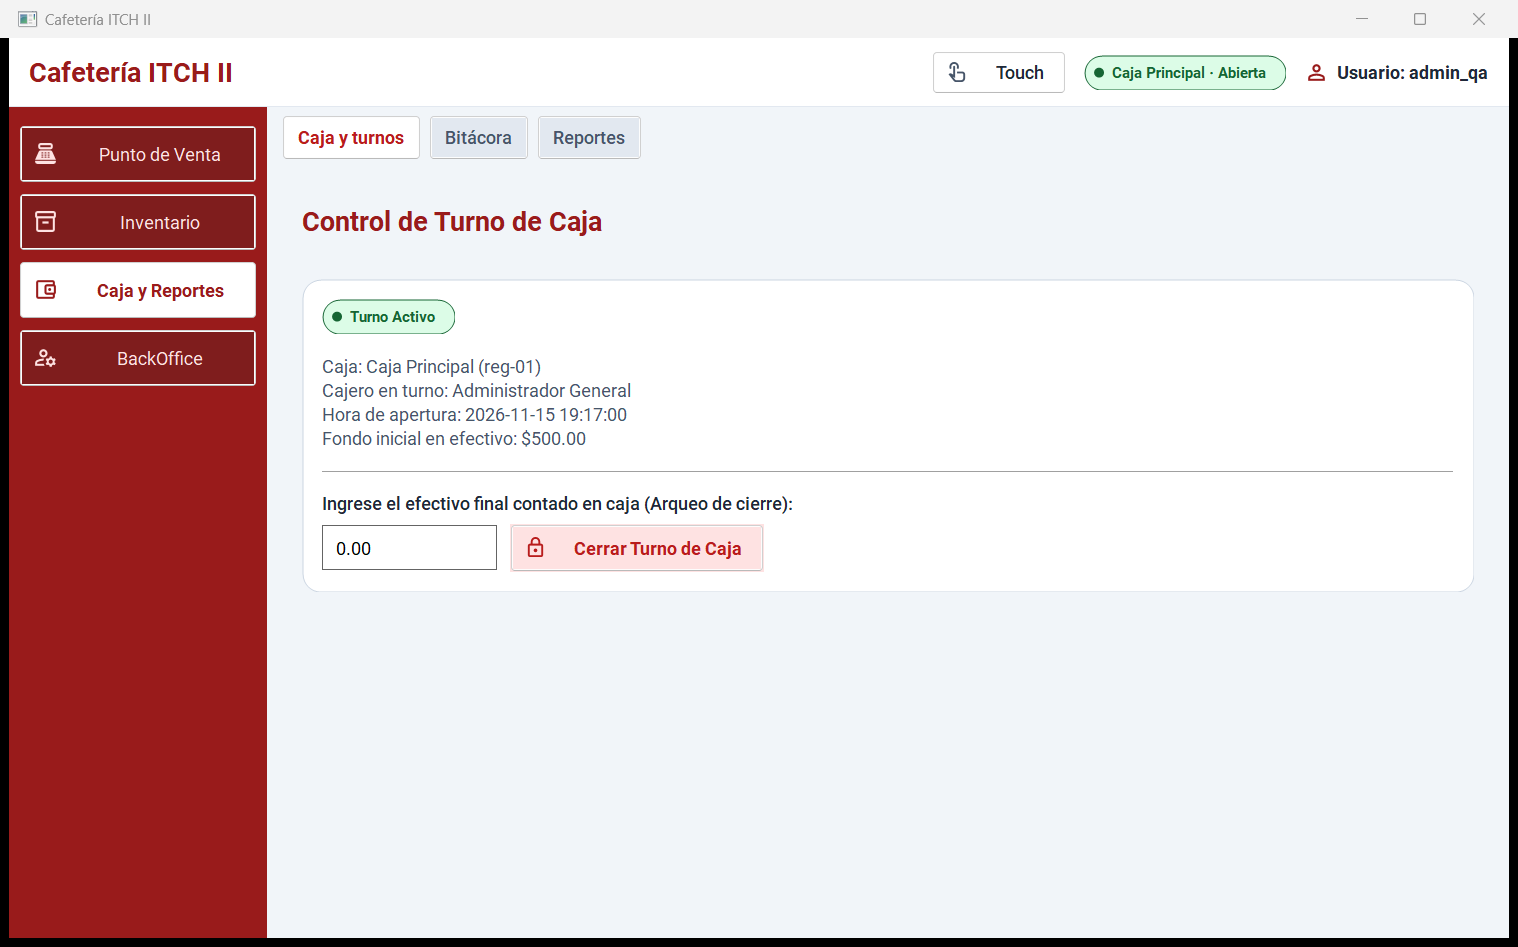 Cafetería ITCH II
Cafetería ITCH II
Touch
Caja Principal · Abierta
Usuario: admin_qa
Punto de Venta
Inventario
Caja y Reportes
BackOffice
Caja y turnos
Bitácora
Reportes
Control de Turno de Caja
Turno Activo
Caja: Caja Principal (reg-01)
Cajero en turno: Administrador General
Hora de apertura: 2026-11-15 19:17:00
Fondo inicial en efectivo: $500.00
Ingrese el efectivo final contado en caja (Arqueo de cierre):
0.00
Cerrar Turno de Caja